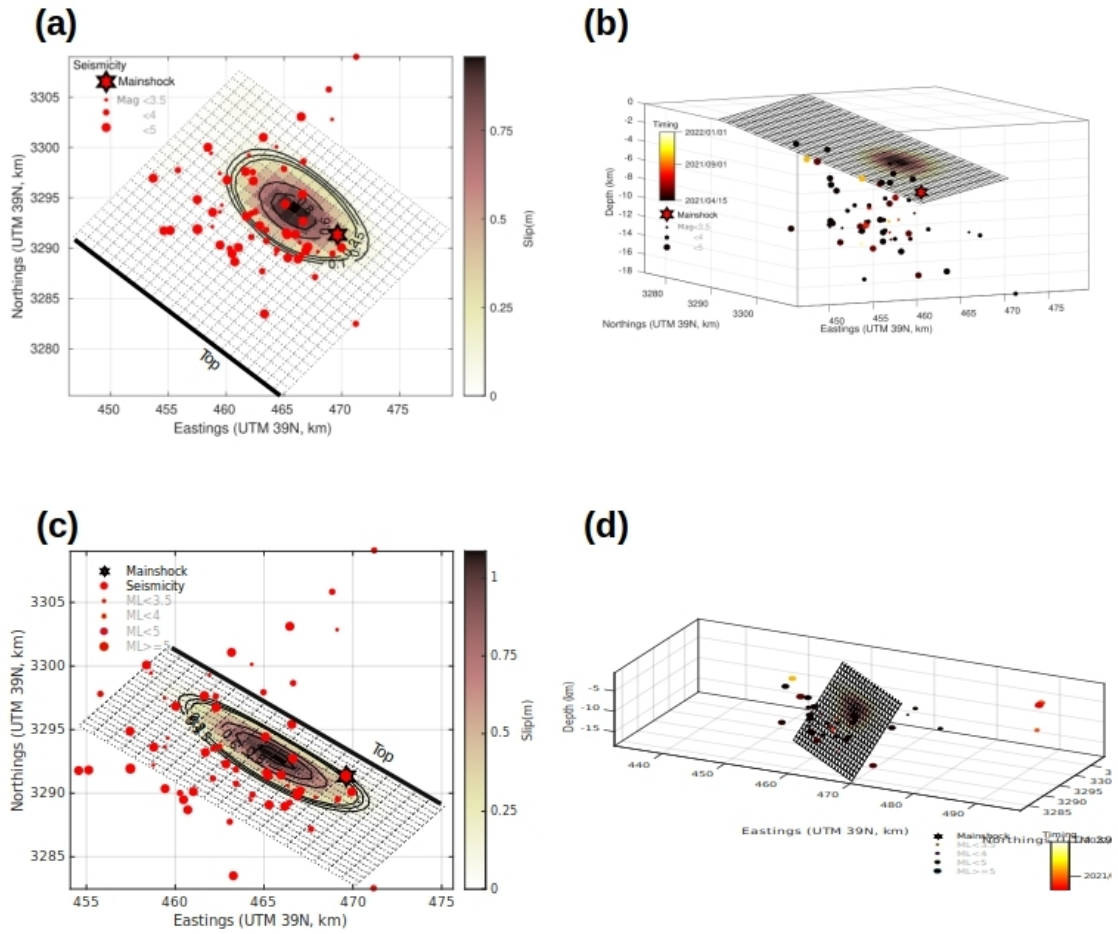 (a)
Seismicity
Mainshock
Mag <3.5
<4
<5
3305
3300
3295
3290
3285
3280
Northings (UTM 39N, km)
Top
450
455
460
465
470
475
Eastings (UTM 39N, km)
0.75
0.5
0.25
0
Slip(m)
(b)
0
-2
-4
-6
-8
-10
-12
-14
-16
-18
Depth (km)
Timing
2022/01/01
2021/09/01
2021/04/15
Mainshock
Mag<3.5
<4
<5
3280
3290
3300
Northings (UTM 39N, km)
450
455
460
465
470
475
Eastings (UTM 39N, km)
(c)
Mainshock
Seismicity
ML<3.5
ML<4
ML<5
ML>=5
3305
3300
3295
3290
3285
Northings (UTM 39N, km)
Top
455
460
465
470
475
Eastings (UTM 39N, km)
1
0.75
0.5
0.25
0
Slip(m)
(d)
-5
-10
-15
Depth (km)
440
450
460
470
480
490
Eastings (UTM 39N, km)
3285
3290
3295
Mainshock
ML<3.5
ML<4
ML<5
ML>=5
Timing
2021/